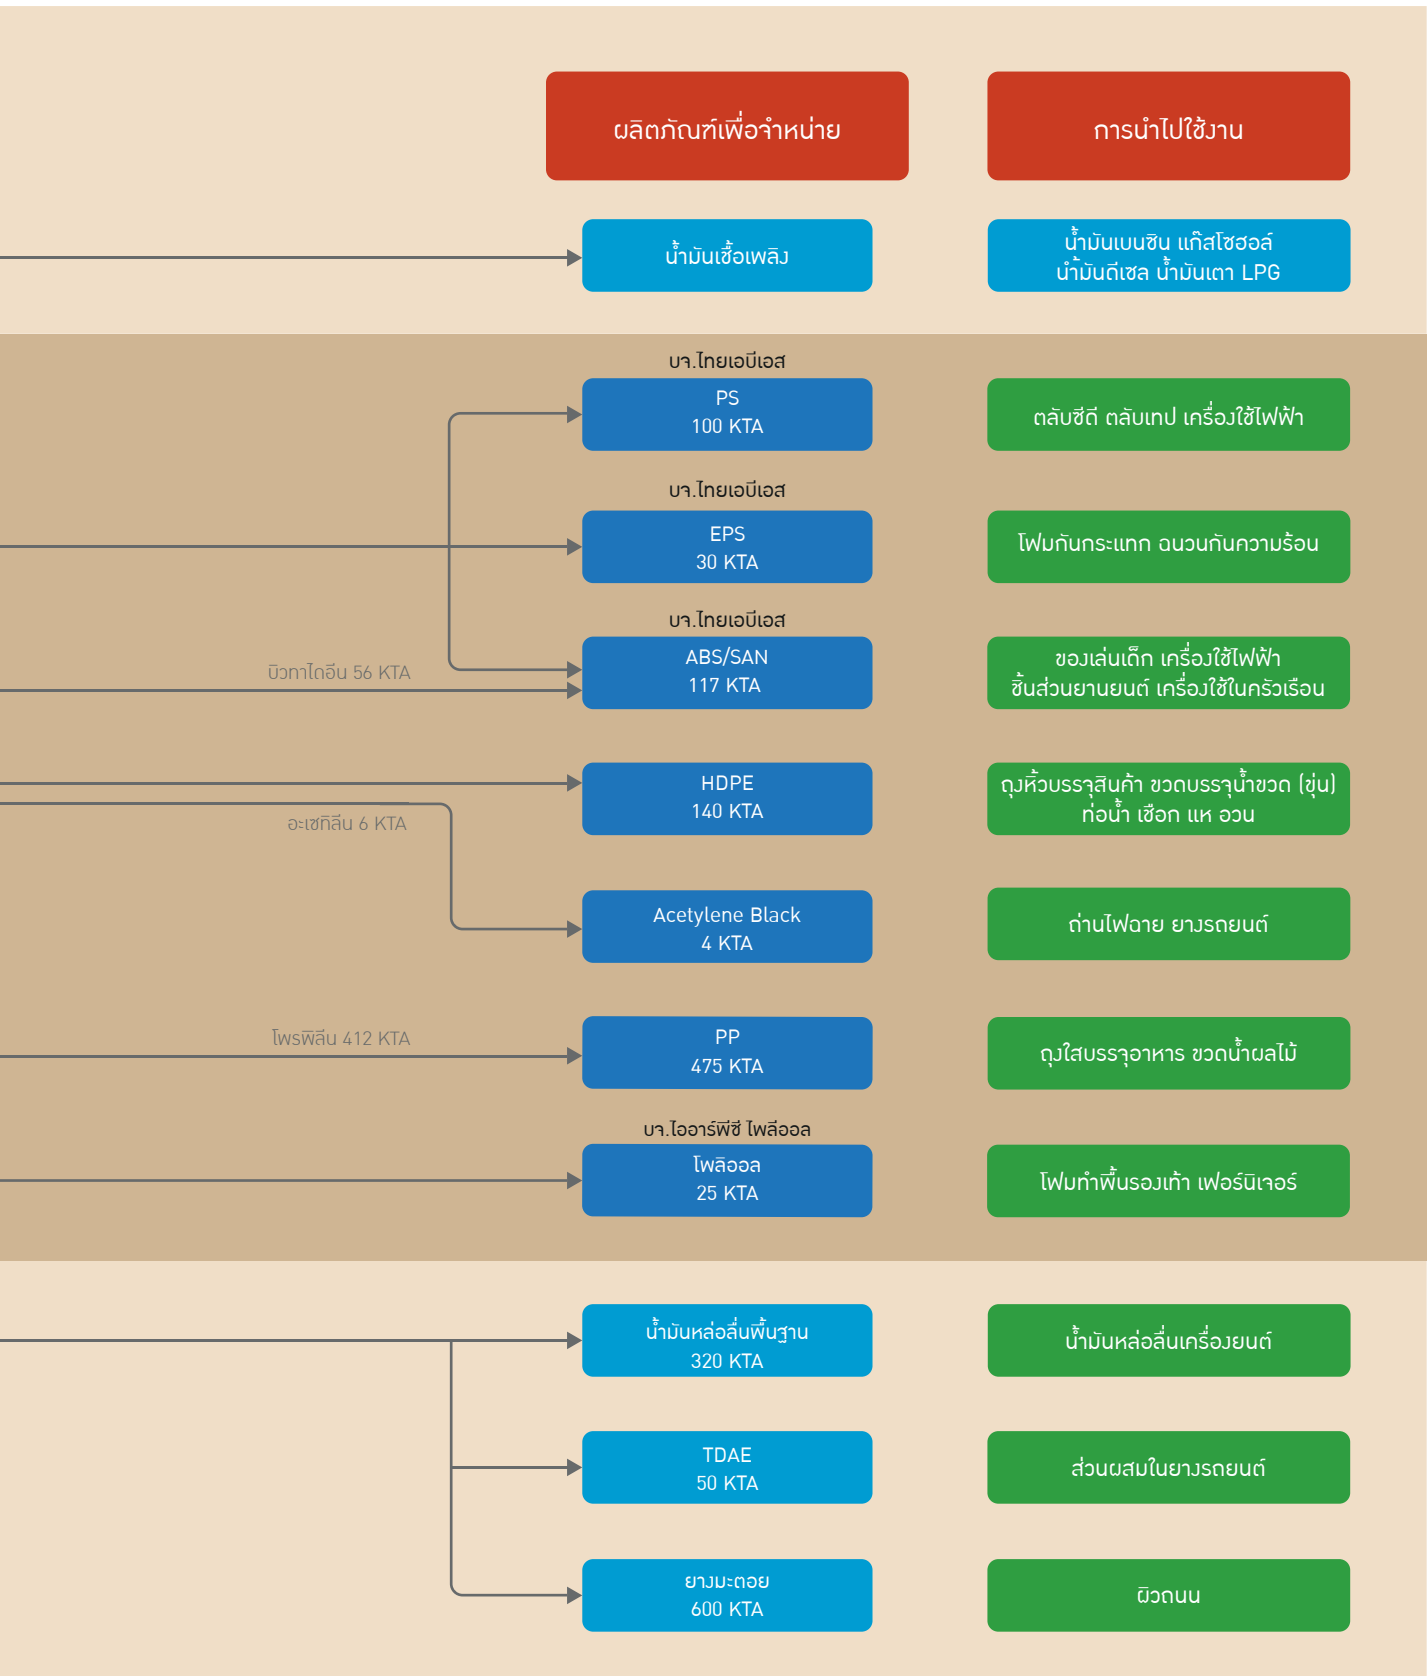 ผลิตภัณฑ์เพื่อจำหน่าย
การนำไปใช้งาน
น้ำมันเชื้อเพลิง
น้ำมันเบนซิน แก๊สโซฮอล์
น้ำมันดีเซล น้ำมันเตา LPG
บจ.ไทยเอบีเอส
PS
100 KTA
ตลับซีดี ตลับเทป เครื่องใช้ไฟฟ้า
บจ.ไทยเอบีเอส
EPS
30 KTA
โฟมกันกระแทก ฉนวนกันความร้อน
บจ.ไทยเอบีเอส
บิวทาไดอีน 56 KTA
ABS/SAN
117 KTA
ของเล่นเด็ก เครื่องใช้ไฟฟ้า
ชิ้นส่วนยานยนต์ เครื่องใช้ในครัวเรือน
HDPE
140 KTA
ถุงหิ้วบรรจุสินค้า ขวดบรรจุน้ำขวด (ขุ่น)
ท่อน้ำ เชือก แห อวน
อะเซทิลีน 6 KTA
Acetylene Black
4 KTA
ถ่านไฟฉาย ยางรถยนต์
โพรพิลีน 412 KTA
PP
475 KTA
ถุงใสบรรจุอาหาร ขวดน้ำผลไม้
บจ.ไออาร์พีซี โพลีออล
โพลิออล
25 KTA
โฟมทำพื้นรองเท้า เฟอร์นิเจอร์
น้ำมันหล่อลื่นพื้นฐาน
320 KTA
น้ำมันหล่อลื่นเครื่องยนต์
TDAE
50 KTA
ส่วนผสมในยางรถยนต์
ยางมะตอย
600 KTA
ผิวถนน